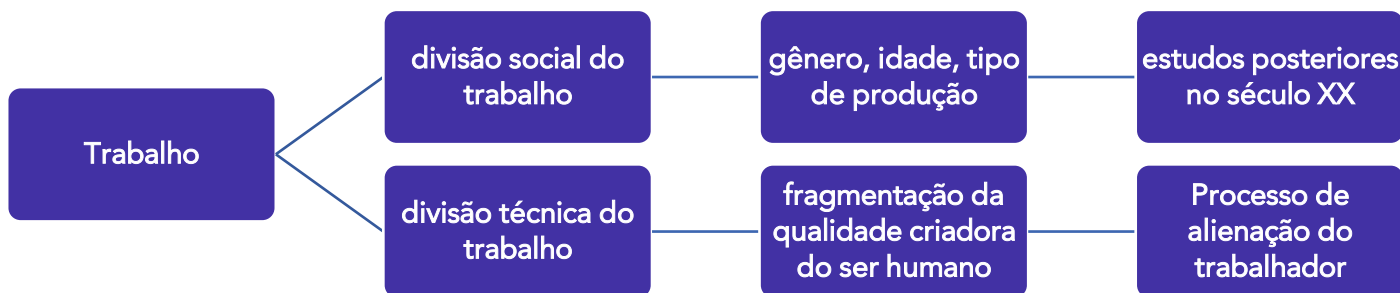 Trabalho
divisão social do
trabalho
gênero, idade, tipo
de produção
estudos posteriores
no século XX
divisão técnica do
trabalho
fragmentação da
qualidade criadora
do ser humano
Processo de
alienação do
trabalhador